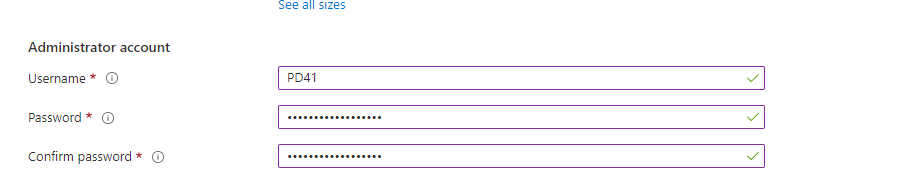 See all sizes
Administrator account
Username *
PD41
Password *
••••••••••••••••••
Confirm password *
••••••••••••••••••